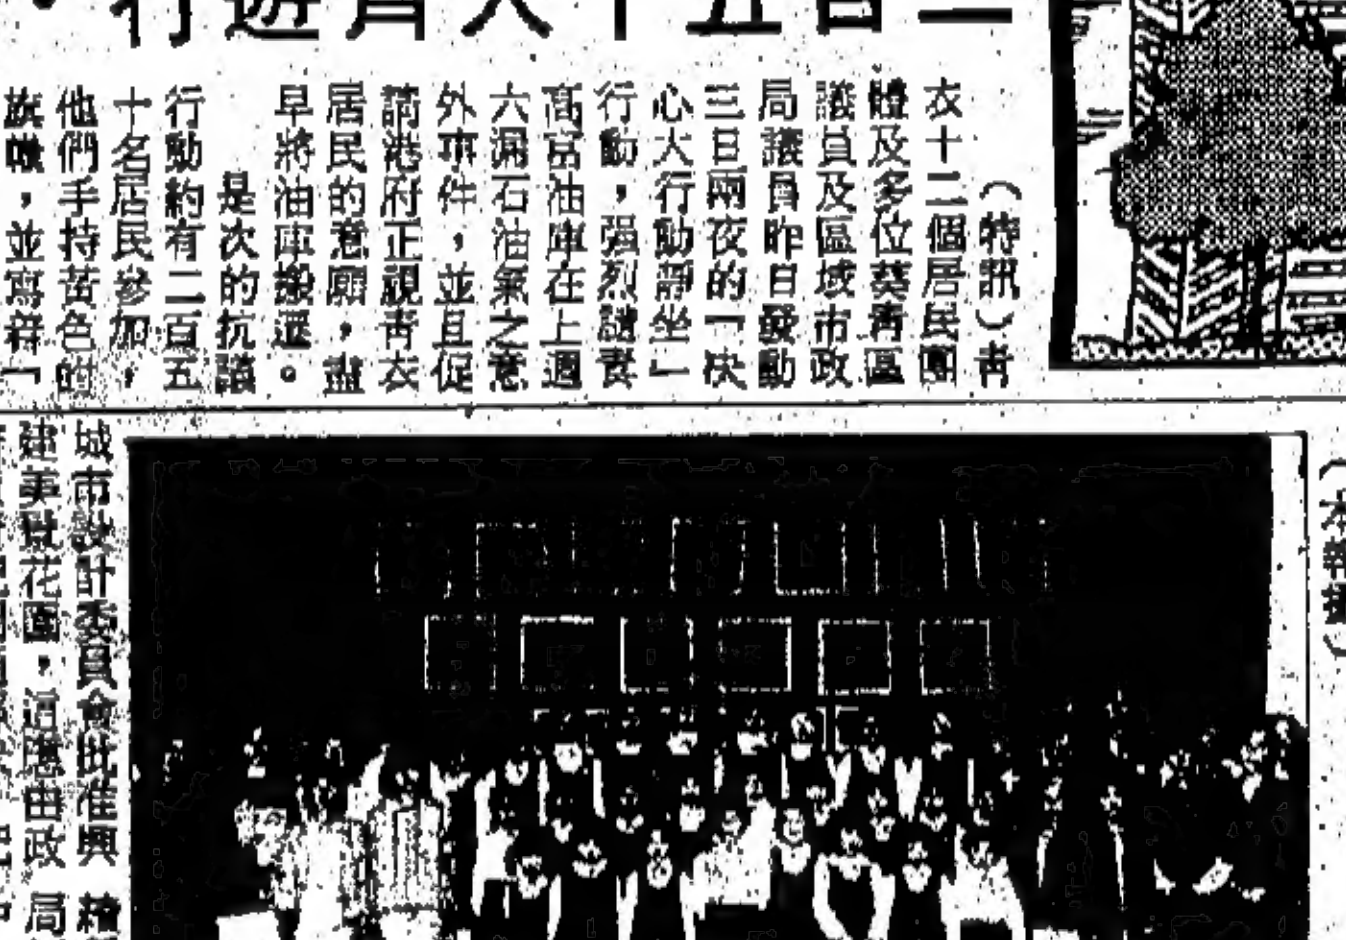 二百五十人齊遊行
（特訊）青
衣十二個居民團
體及多位葵青區
議員及區域市政
局議員昨日發動
三日兩夜的「決
心大行動靜坐」
行動，强烈譴責
高富油庫在上週
六漏石油氣之意
外事件，並且促
請港府正視青衣
居民的意願，盡
早將油庫搬遷。
是次的抗議
行動約有二百五
十名居民參加，
他們手持黃色
旗幟，並寫辭「
（本報攝）
城市設計委員會批准興
建美景花園，這應由政
局